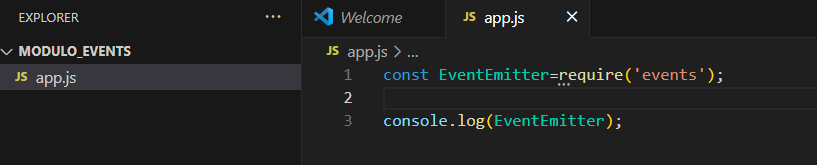 EXPLORER ...
Welcome
JS app.js
MODULO_EVENTS
JS app.js
JS app.js > ...
1 const EventEmitter=require('events');
2
3 console.log(EventEmitter);